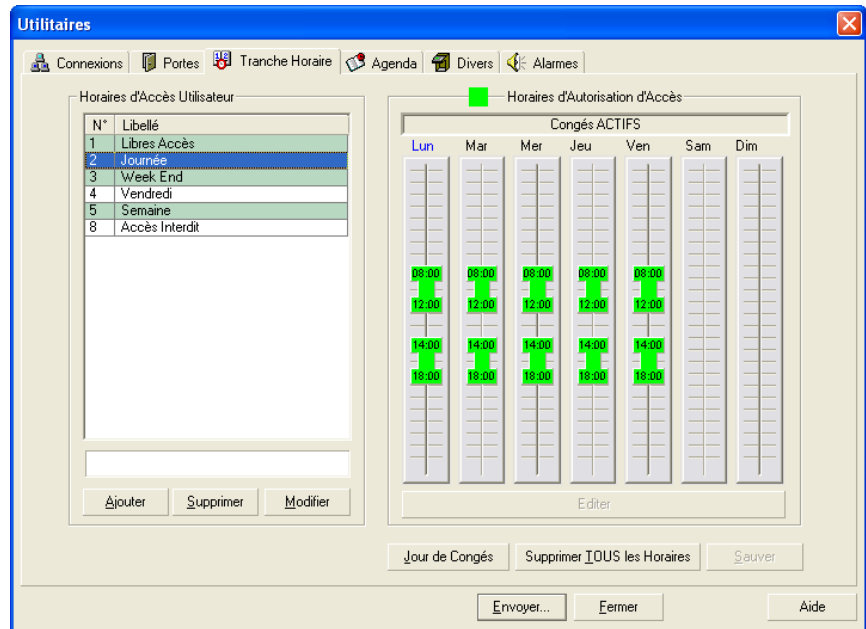 Utilitaires
Connexions Portes Tranche Horaire Agenda Divers Alarmes
Horaires d'Accès Utilisateur
N° Libellé
1 Libres Accès
2 Journée
3 Week End
4 Vendredi
5 Semaine
8 Accès Interdit
Ajouter Supprimer Modifier
Horaires d'Autorisation d'Accès
Congés ACTIFS
Lun Mar Mer Jeu Ven Sam Dim
08:00 08:00 08:00 08:00 08:00
12:00 12:00 12:00 12:00 12:00
14:00 14:00 14:00 14:00 14:00
18:00 18:00 18:00 18:00 18:00
Editer
Jour de Congés Supprimer TOUS les Horaires Sauver
Envoyer... Fermer Aide